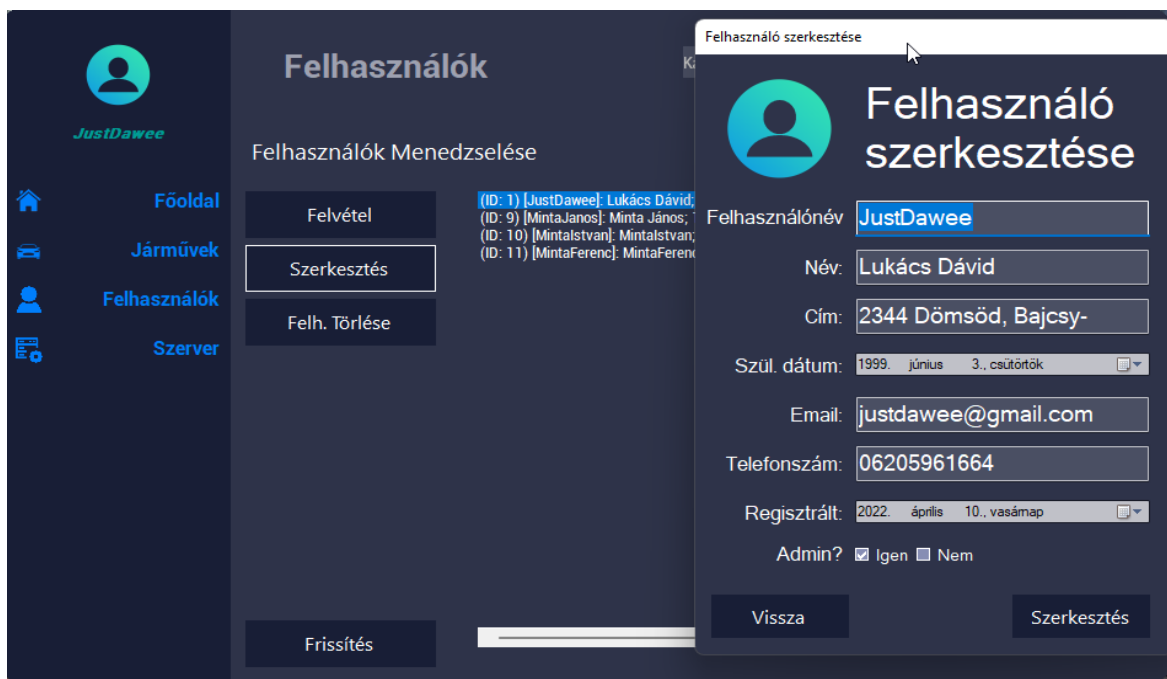 JustDawee
Főoldal
Járművek
Felhasználók
Szerver
Felhasználók
Felhasználók Menedzselése
Felvétel
Szerkesztés
Felh. Törlése
Frissítés
(ID: 1) [JustDawee]: Lukács Dávid;
(ID: 9) [MintaJanos]: Minta János;
(ID: 10) [MintaIstvan]: MintaIstvan;
(ID: 11) [MintaFerenc]: MintaFerenc
Felhasználó szerkesztése
Felhasználó
szerkesztése
Felhasználónév JustDawee
Név: Lukács Dávid
Cím: 2344 Dömsöd, Bajcsy-
Szül. dátum: 1999. június 3., csütörtök
Email: justdawee@gmail.com
Telefonszám: 06205961664
Regisztrált: 2022. április 10., vasárnap
Admin? Igen Nem
Vissza Szerkesztés